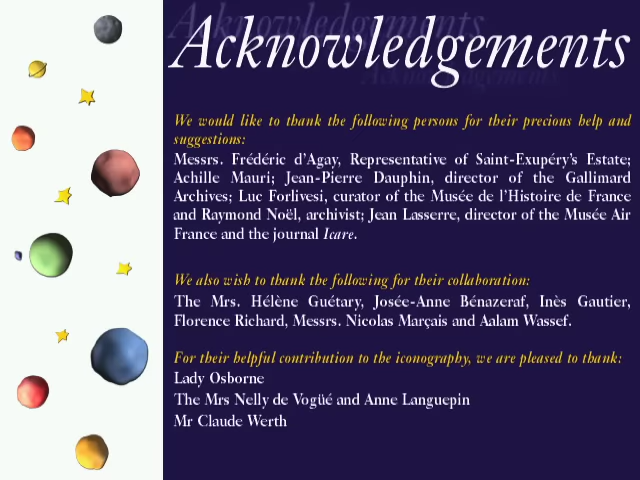 Acknowledgements
We would like to thank the following persons for their precious help and
suggestions:
Messrs. Frédéric d'Agay, Representative of Saint-Exupéry's Estate;
Achille Mauri; Jean-Pierre Dauphin, director of the Gallimard
Archives; Luc Forlivesi, curator of the Musée de l'Histoire de France
and Raymond Noël, archivist; Jean Lasserre, director of the Musée Air
France and the journal Icare.
We also wish to thank the following for their collaboration:
The Mrs. Hélène Guétary, Josée-Anne Bénazeraf, Inès Gautier,
Florence Richard, Messrs. Nicolas Marçais and Aalam Wassef.
For their helpful contribution to the iconography, we are pleased to thank:
Lady Osborne
The Mrs Nelly de Vogüé and Anne Languepin
Mr Claude Werth